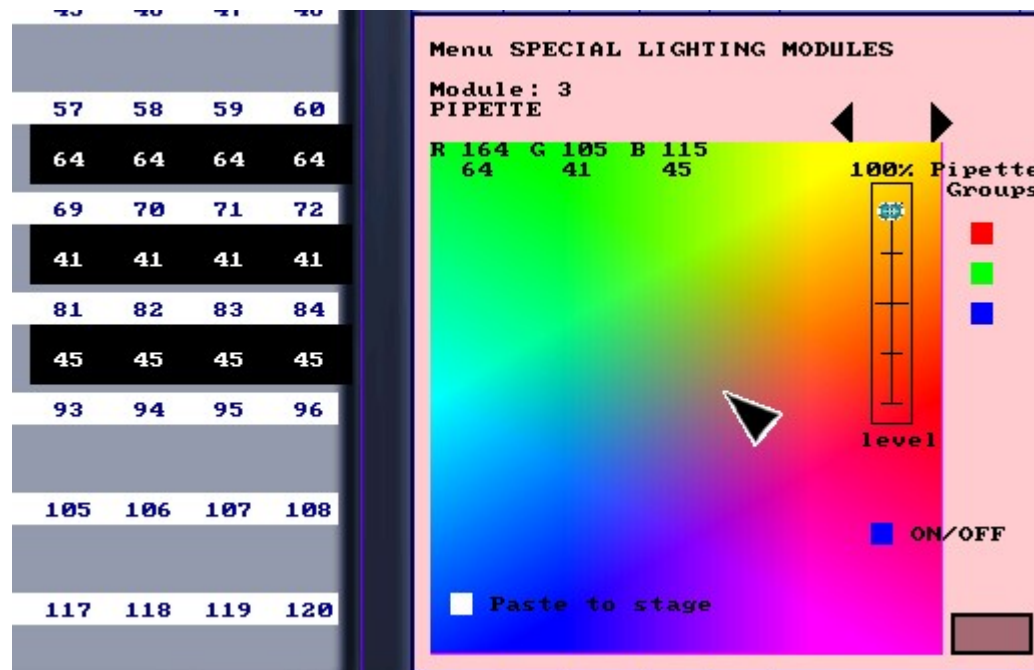 57 58 59 60
64 64 64 64
69 70 71 72
41 41 41 41
81 82 83 84
45 45 45 45
93 94 95 96
105 106 107 108
117 118 119 120
Menu SPECIAL LIGHTING MODULES
Module: 3
PIPETTE
R 164 G 105 B 115
64 41 45
100% Pipette
Groups
level
ON/OFF
Paste to stage